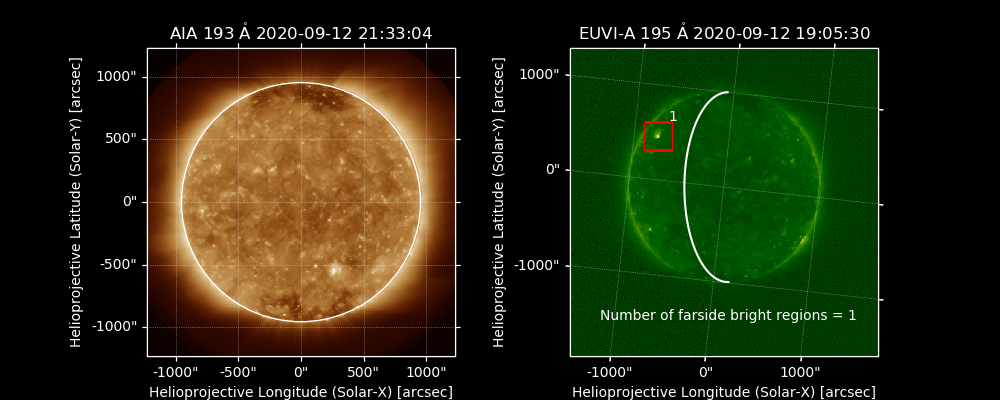 AIA 193 Å 2020-09-12 21:33:04
Helioprojective Latitude (Solar-Y) [arcsec]
1000"
500"
0"
-500"
-1000"
-1000"
-500"
0"
500"
1000"
Helioprojective Longitude (Solar-X) [arcsec]
EUVI-A 195 Å 2020-09-12 19:05:30
Helioprojective Latitude (Solar-Y) [arcsec]
1000"
0"
-1000"
1
Number of farside bright regions = 1
-1000"
0"
1000"
Helioprojective Longitude (Solar-X) [arcsec]